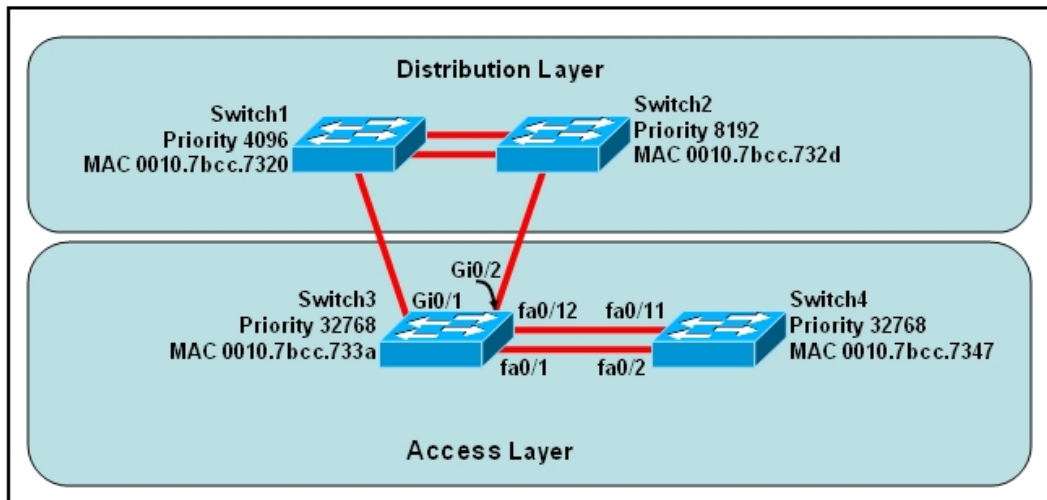 Distribution Layer
Switch1
Priority 4096
MAC 0010.7bcc.7320
Switch2
Priority 8192
MAC 0010.7bcc.732d
Gi0/2
Switch3
Priority 32768
MAC 0010.7bcc.733a
Gi0/1
fa0/12
fa0/11
fa0/1
fa0/2
Switch4
Priority 32768
MAC 0010.7bcc.7347
Access Layer